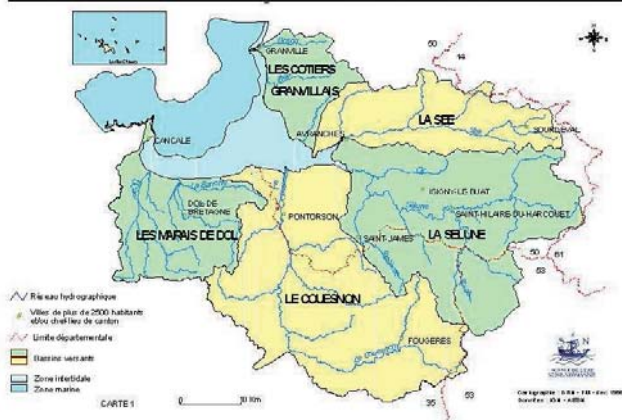 GRANVILLE
LES COTIERS
GRANVILLAIS
AVRANCHES
50
14
LA SEE
SOURDEVAL
CANCALE
DOL DE
BRETAGNE
LES MARAIS DE DOL
PONTORSON
ISIGNY-LE BUAT
SAINT-HILAIRE-DU-HARCOUET
SAINT-JAMES
LA SELUNE
50
61
53
LE COUESNON
FOUGERES
35
53
Réseau hydrographique
Villes de plus de 2500 habitants
et/ou chef-lieu de canton
Limite départementale
Bassins versants
Zone intertidale
Zone marine
CARTE 1
0
10 Km
N